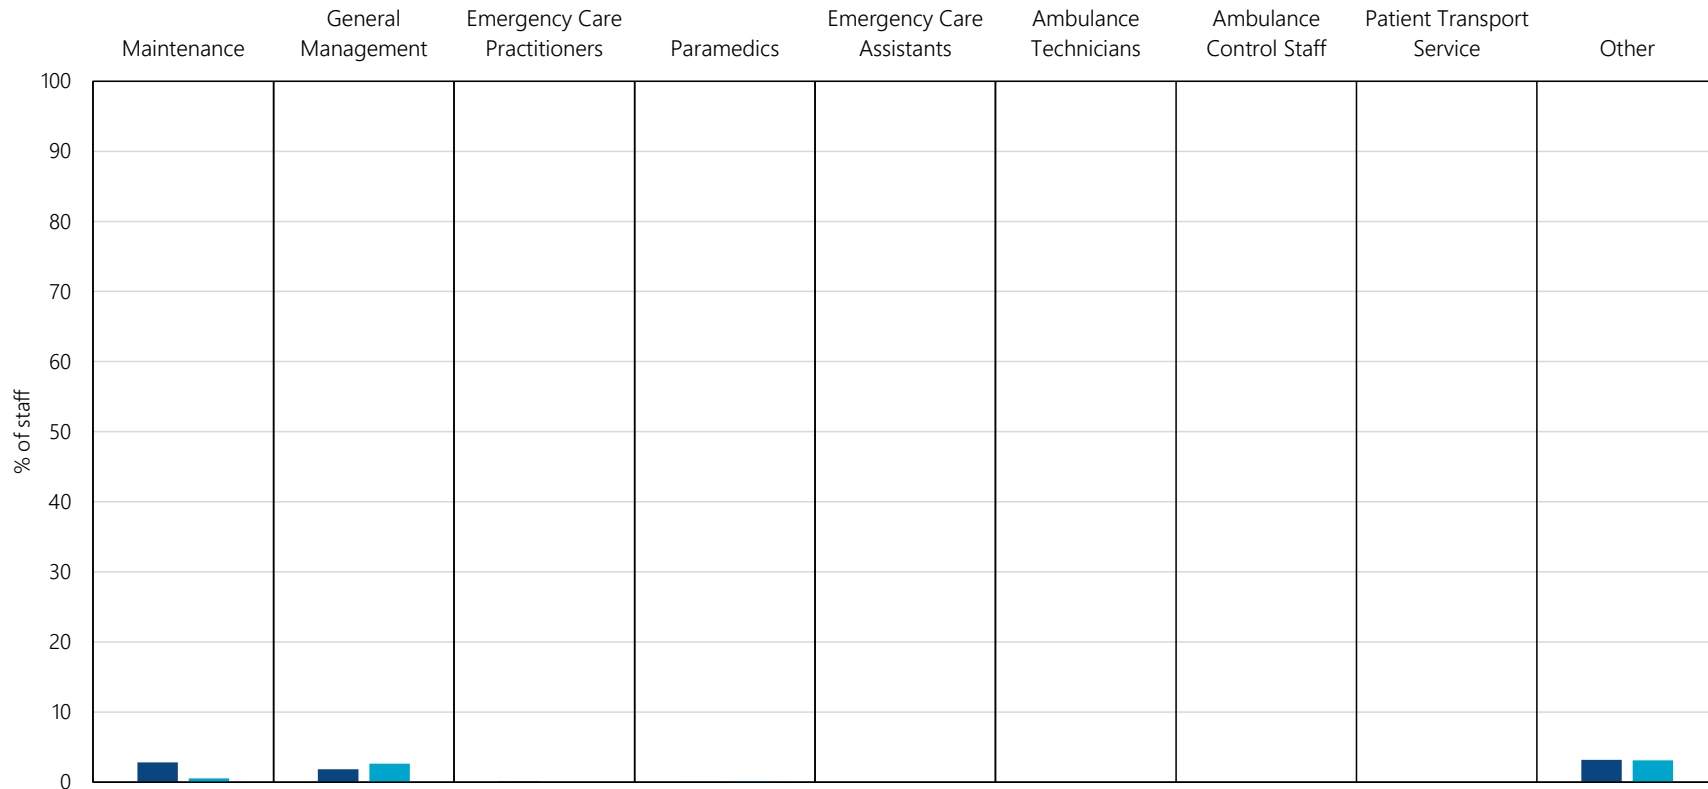 Maintenance
General
Management
Emergency Care
Practitioners
Paramedics
Emergency Care
Assistants
Ambulance
Technicians
Ambulance
Control Staff
Patient Transport
Service
Other
100
90
80
70
60
50
40
30
20
10
0
% of staff